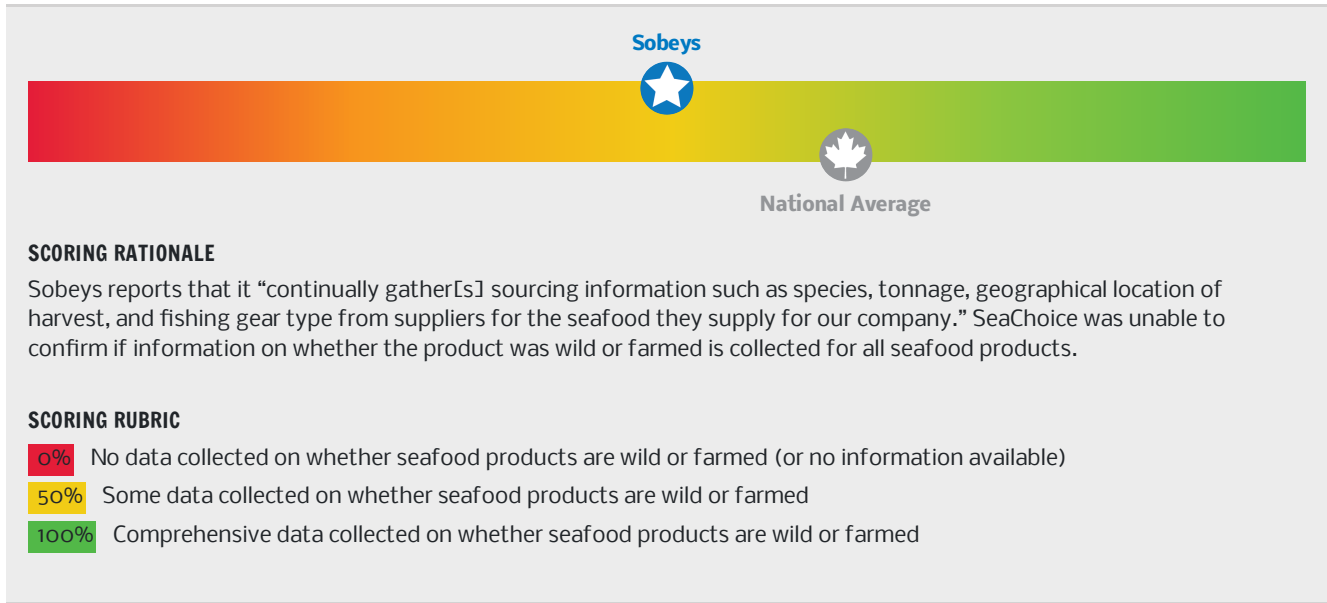 Sobeys
National Average
SCORING RATIONALE
Sobeys reports that it “continually gather[s] sourcing information such as species, tonnage, geographical location of
harvest, and fishing gear type from suppliers for the seafood they supply for our company.” SeaChoice was unable to
confirm if information on whether the product was wild or farmed is collected for all seafood products.
SCORING RUBRIC
0% No data collected on whether seafood products are wild or farmed (or no information available)
50% Some data collected on whether seafood products are wild or farmed
100% Comprehensive data collected on whether seafood products are wild or farmed